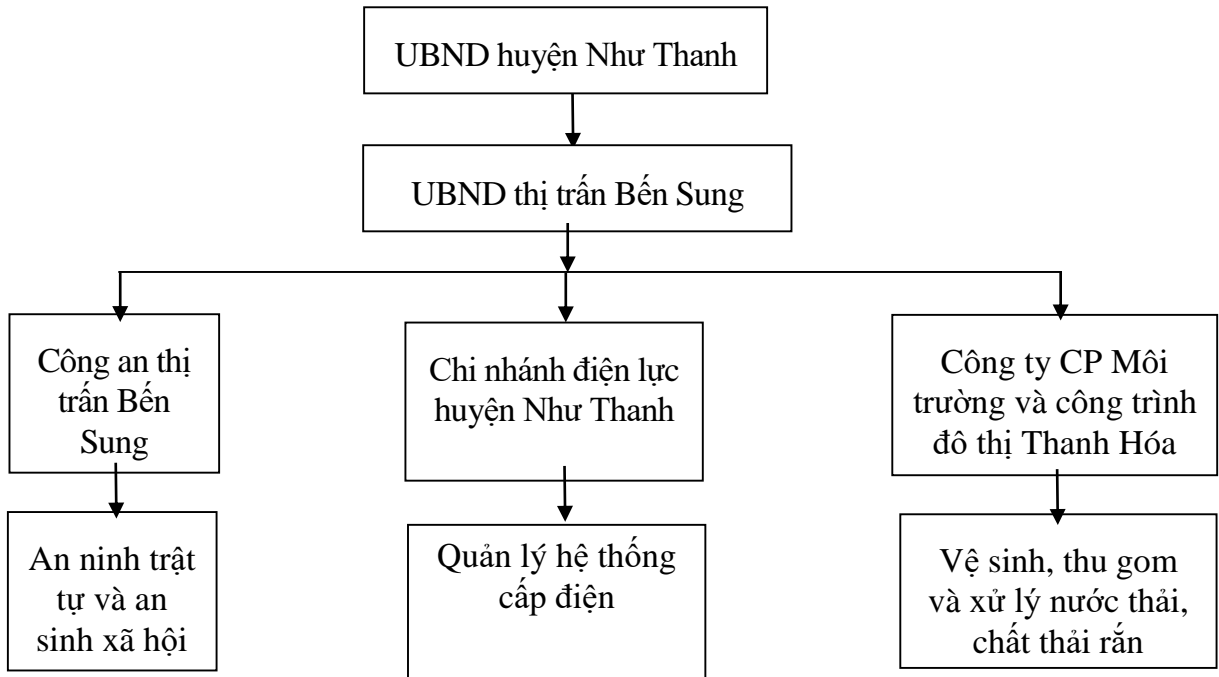 UBND huyện Như Thanh
UBND thị trấn Bến Sung
Công an thị
trấn Bến
Sung
Chi nhánh điện lực
huyện Như Thanh
Công ty CP Môi
trường và công trình
đô thị Thanh Hóa
An ninh trật
tự và an
sinh xã hội
Quản lý hệ thống
cấp điện
Vệ sinh, thu gom
và xử lý nước thải,
chất thải rắn